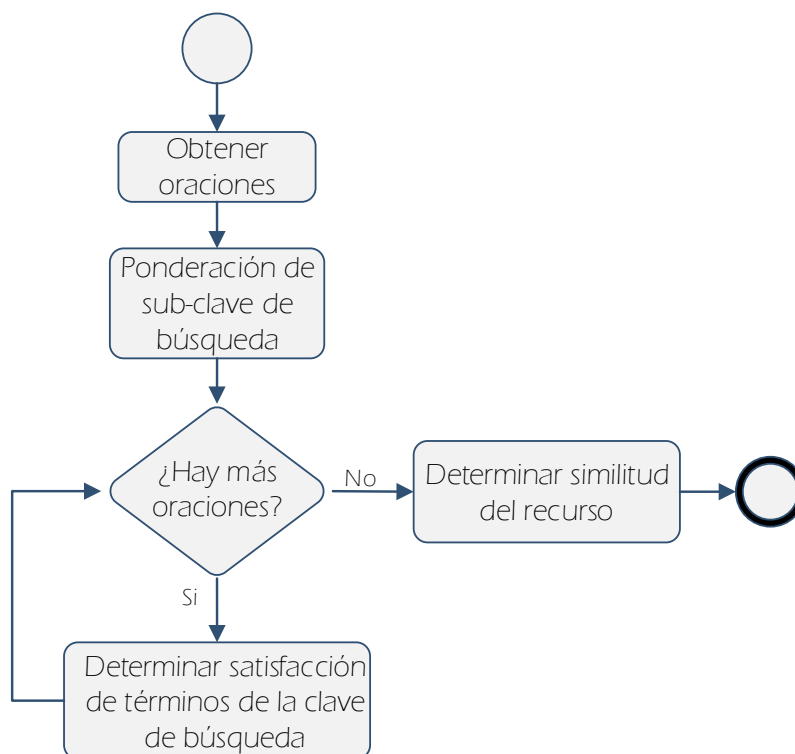 Obtener
oraciones
Ponderación de
sub-clave de
búsqueda
¿Hay más
oraciones?
No
Determinar similitud
del recurso
Si
Determinar satisfacción
de términos de la clave
de búsqueda